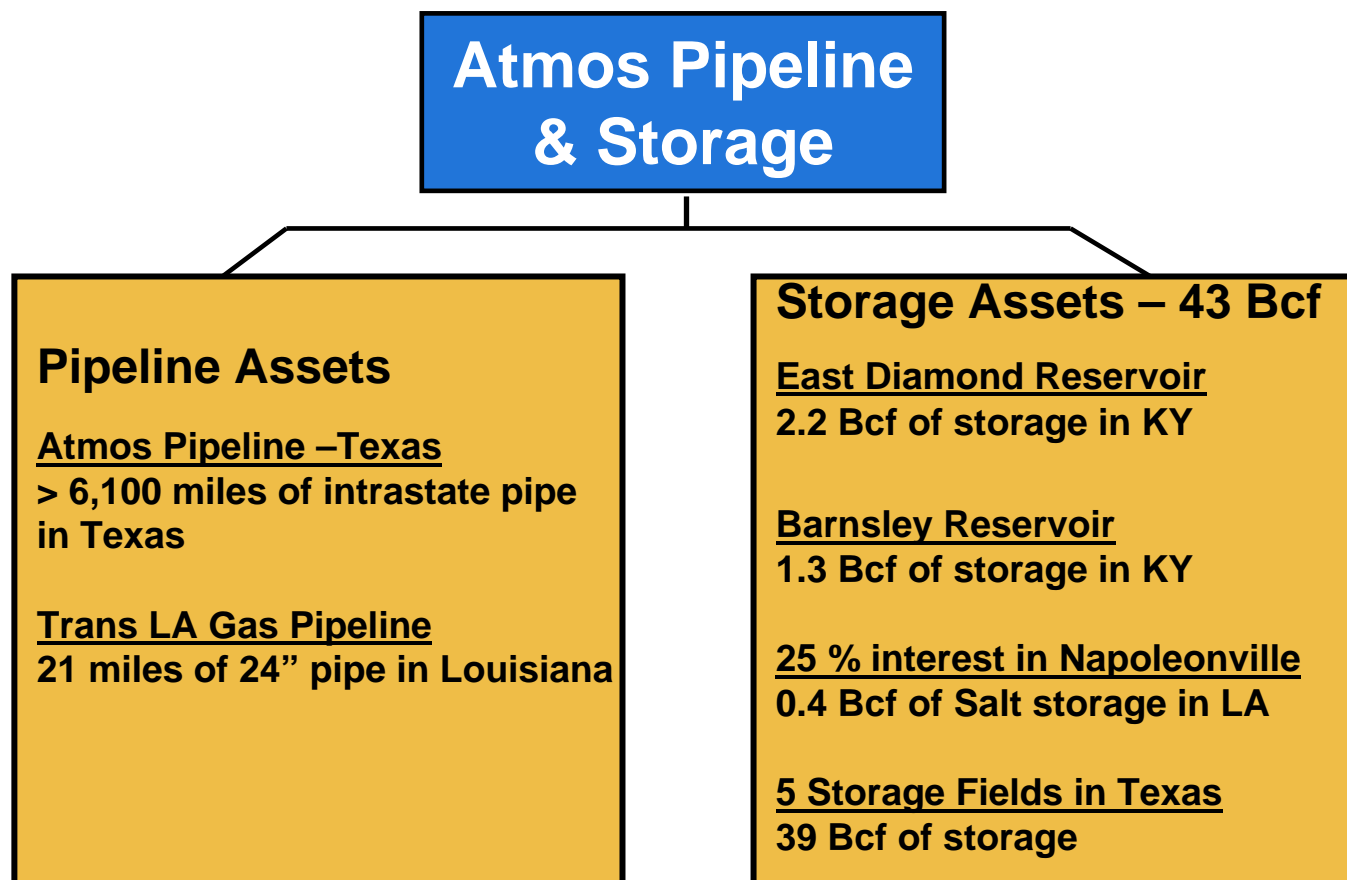 Atmos Pipeline
& Storage
Pipeline Assets
Atmos Pipeline –Texas
> 6,100 miles of intrastate pipe
in Texas
Trans LA Gas Pipeline
21 miles of 24” pipe in Louisiana
Storage Assets – 43 Bcf
East Diamond Reservoir
2.2 Bcf of storage in KY
Barnsley Reservoir
1.3 Bcf of storage in KY
25 % interest in Napoleonville
0.4 Bcf of Salt storage in LA
5 Storage Fields in Texas
39 Bcf of storage